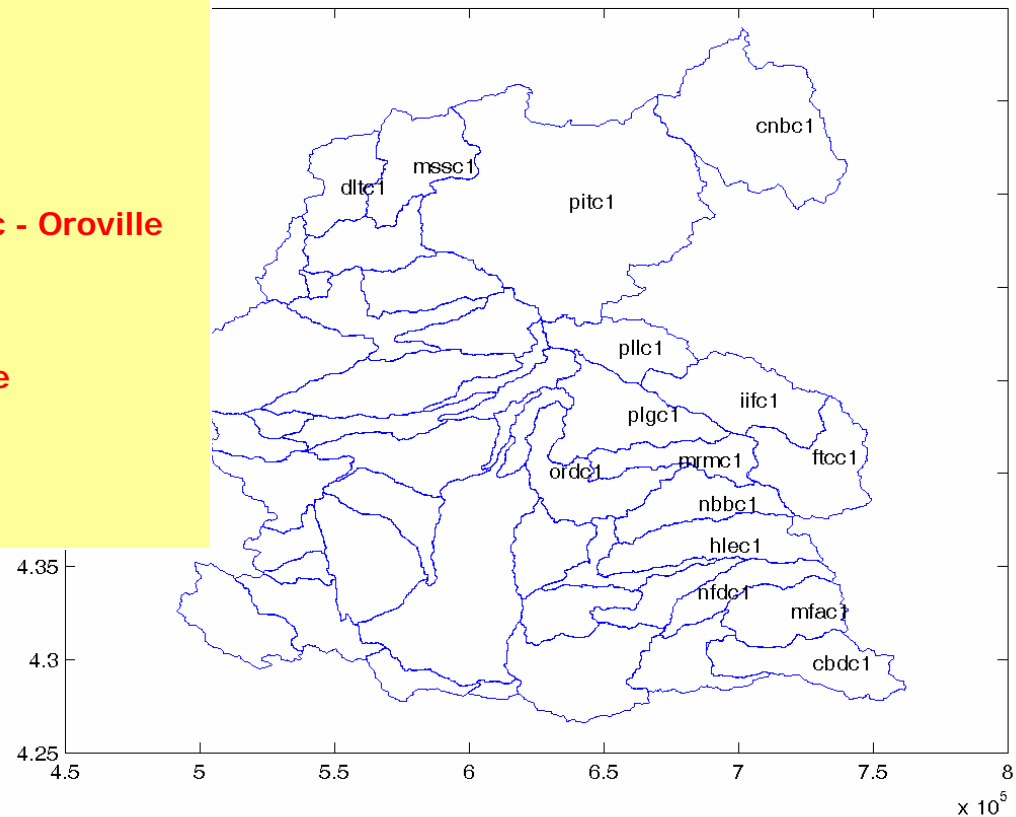 c - Oroville
e
cnbc1
mssc1
dltc1
pitc1
pllc1
iifc1
plgc1
ftcc1
mrmc1
ordc1
nbbc1
hlec1
nfdc1
mfac1
cbdc1
4.35
4.3
4.25
4.5 5 5.5 6 6.5 7 7.5 8
x 10^5